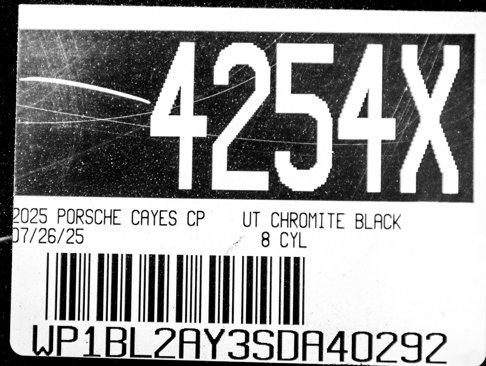 4254X
2025 PORSCHE CAYES CP UT CHROMITE BLACK
07/26/25 8 CYL
WP1BL2AY3SDA40292